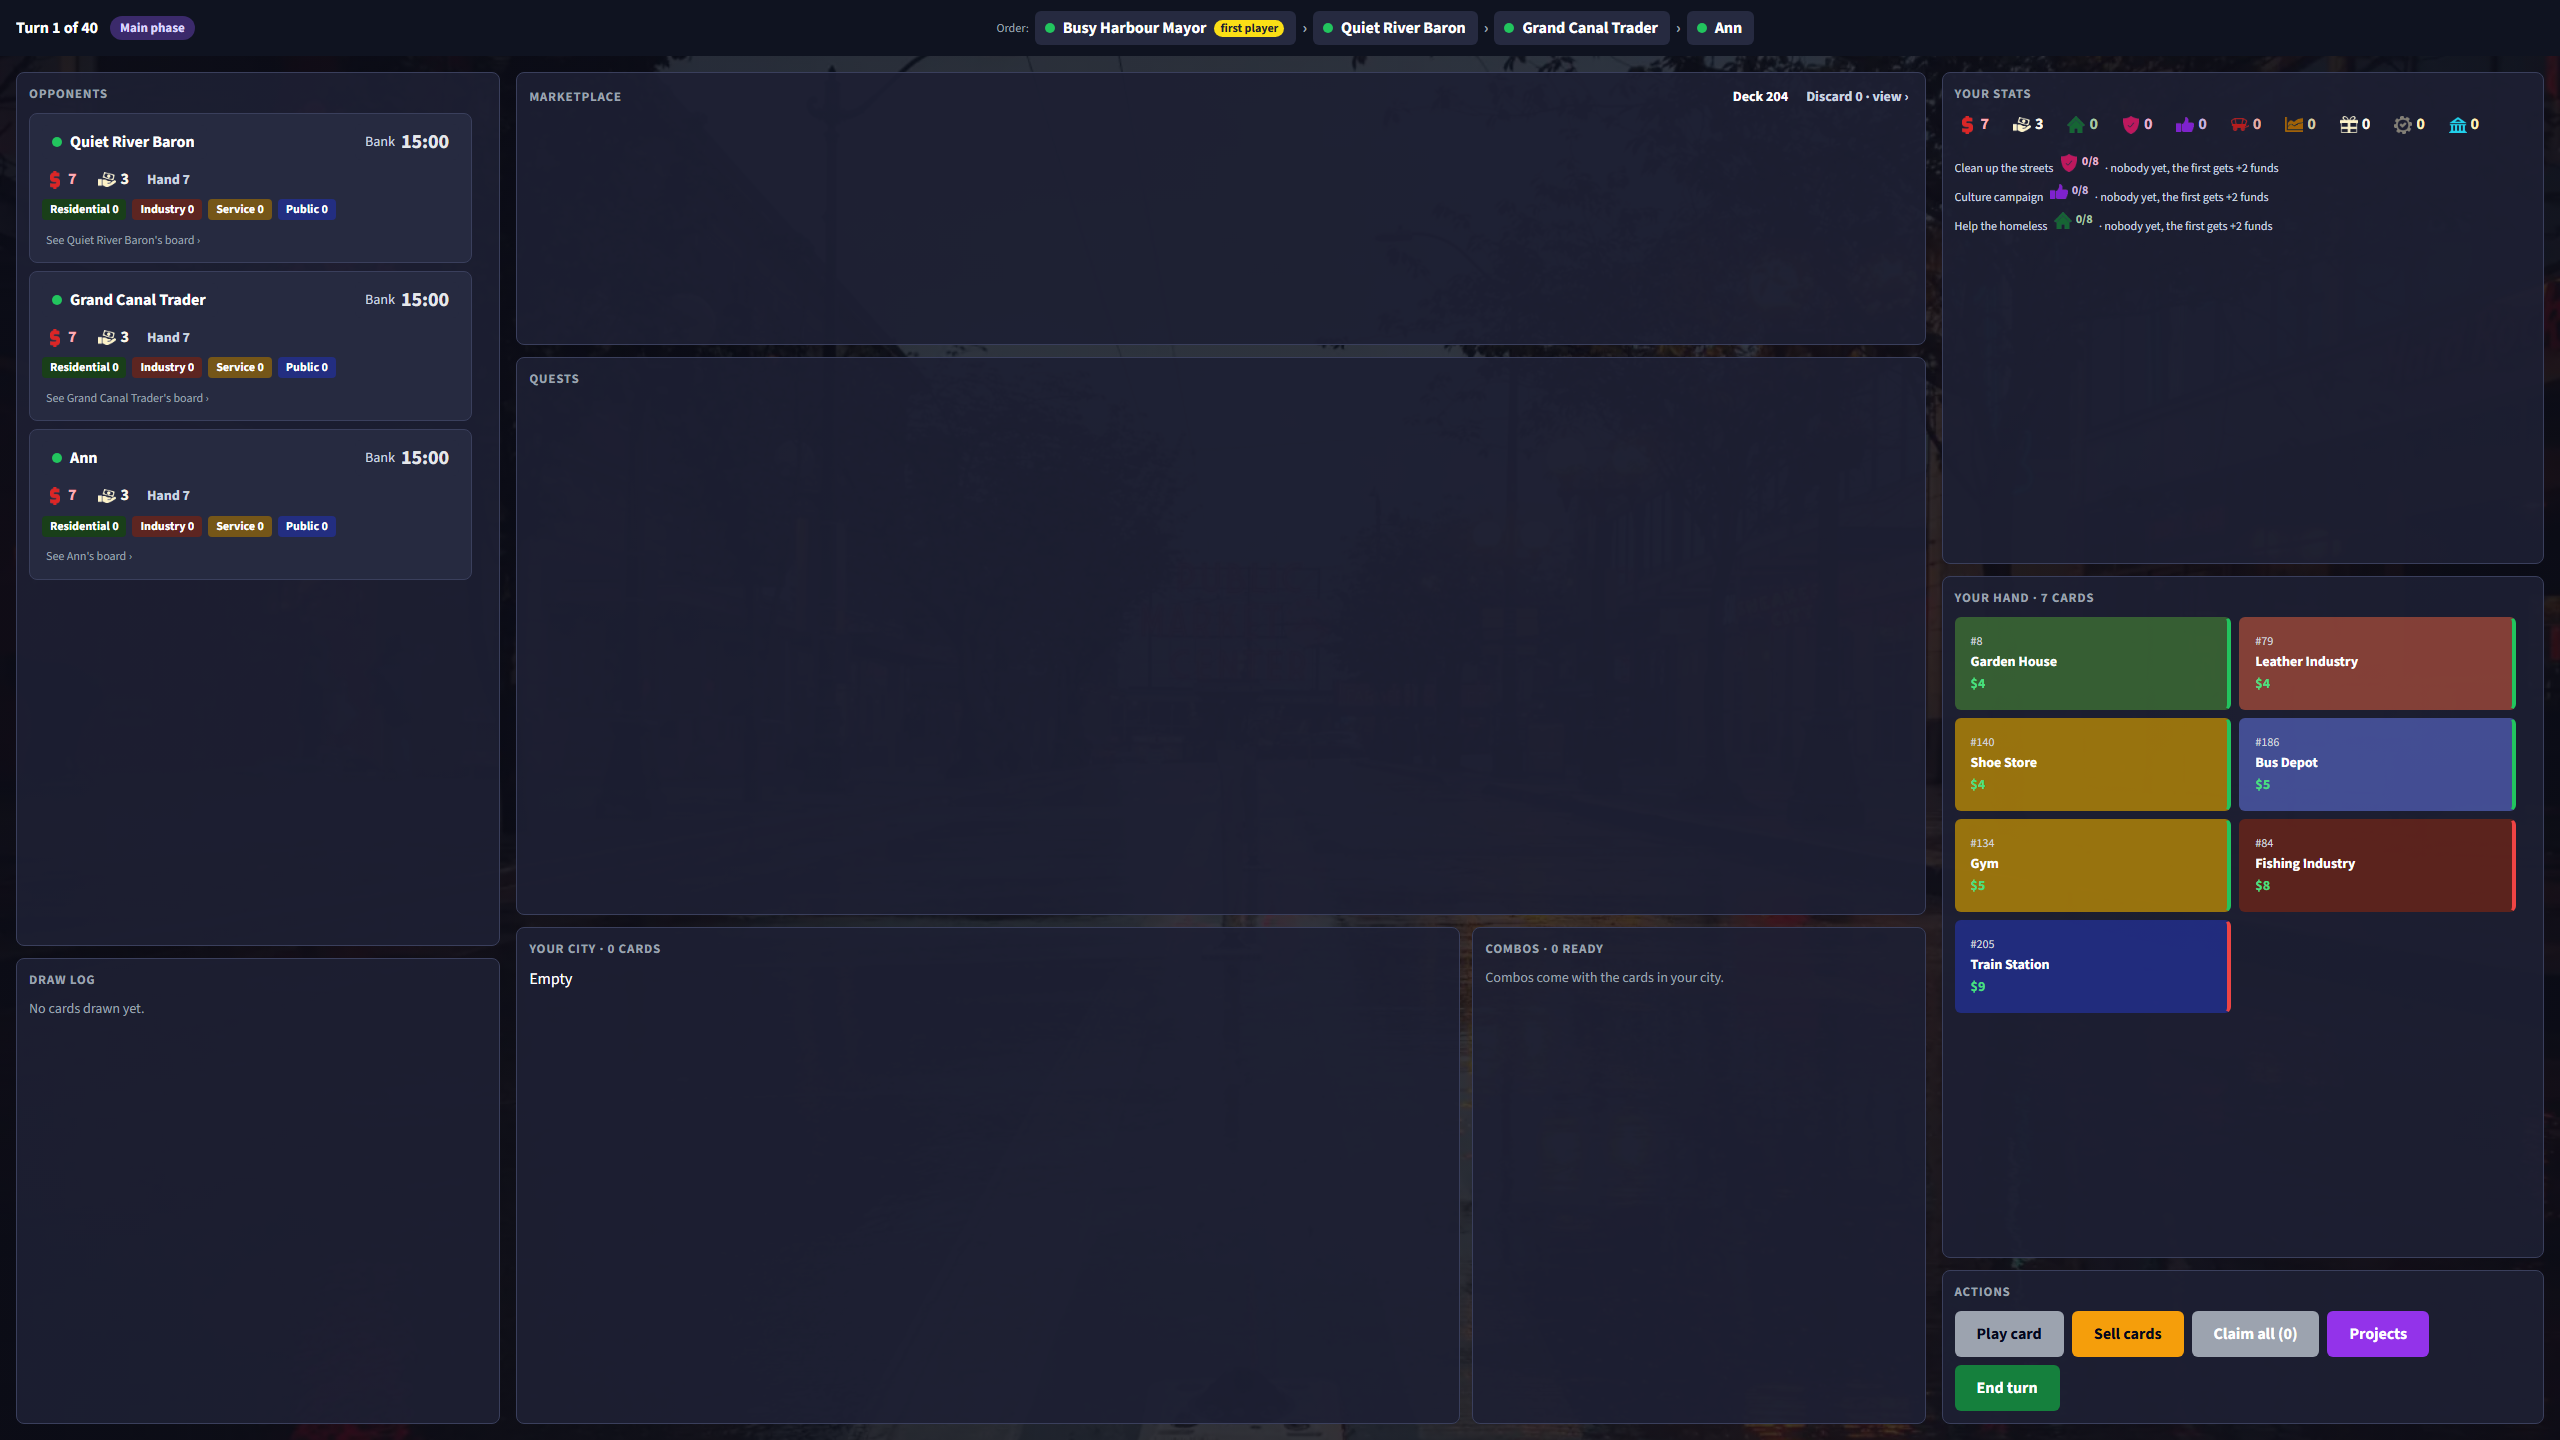 Turn 1 of 40 Main phase
Order: Busy Harbour Mayor first player › Quiet River Baron › Grand Canal Trader › Ann
OPPONENTS
Quiet River Baron Bank 15:00
7 3 Hand 7
Residential 0 Industry 0 Service 0 Public 0
See Quiet River Baron's board ›
Grand Canal Trader Bank 15:00
7 3 Hand 7
Residential 0 Industry 0 Service 0 Public 0
See Grand Canal Trader's board ›
Ann Bank 15:00
7 3 Hand 7
Residential 0 Industry 0 Service 0 Public 0
See Ann's board ›
DRAW LOG
No cards drawn yet.
MARKETPLACE Deck 204 Discard 0 · view ›
QUESTS
YOUR CITY · 0 CARDS
Empty
COMBOS · 0 READY
Combos come with the cards in your city.
YOUR STATS
7 3 0 0 0 0 0 0 0 0
Clean up the streets 0/8 · nobody yet, the first gets +2 funds
Culture campaign 0/8 · nobody yet, the first gets +2 funds
Help the homeless 0/8 · nobody yet, the first gets +2 funds
YOUR HAND · 7 CARDS
#8
Garden House
$4
#79
Leather Industry
$4
#140
Shoe Store
$4
#186
Bus Depot
$5
#134
Gym
$5
#84
Fishing Industry
$8
#205
Train Station
$9
ACTIONS
Play card Sell cards Claim all (0) Projects
End turn